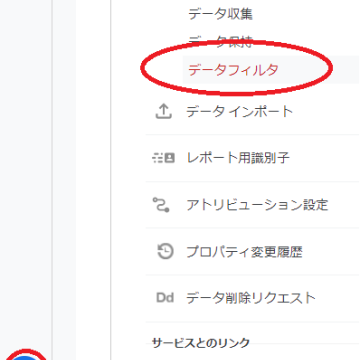 データ収集
データ保持
データフィルタ
データ インポート
レポート用識別子
アトリビューション設定
プロパティ変更履歴
Dd データ削除リクエスト
サービスとのリンク